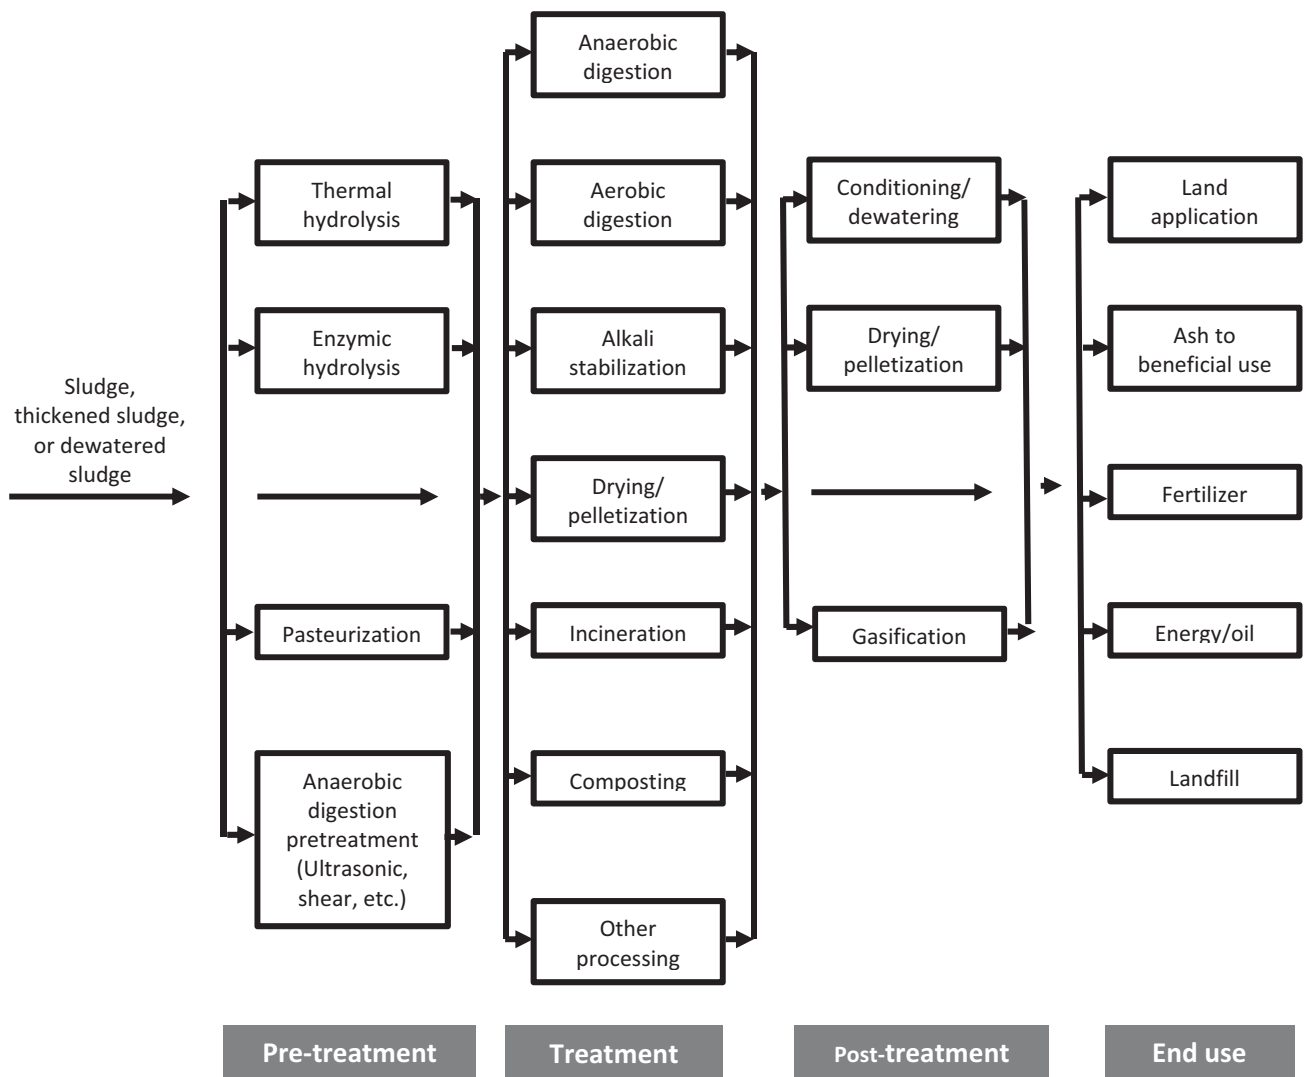 Sludge,
thickened sludge,
or dewatered
sludge
Thermal
hydrolysis
Enzymic
hydrolysis
Pasteurization
Anaerobic
digestion
pretreatment
(Ultrasonic,
shear, etc.)
Pre-treatment
Anaerobic
digestion
Aerobic
digestion
Alkali
stabilization
Drying/
pelletization
Incineration
Composting
Other
processing
Treatment
Conditioning/
dewatering
Drying/
pelletization
Gasification
Post-treatment
Land
application
Ash to
beneficial use
Fertilizer
Energy/oil
Landfill
End use